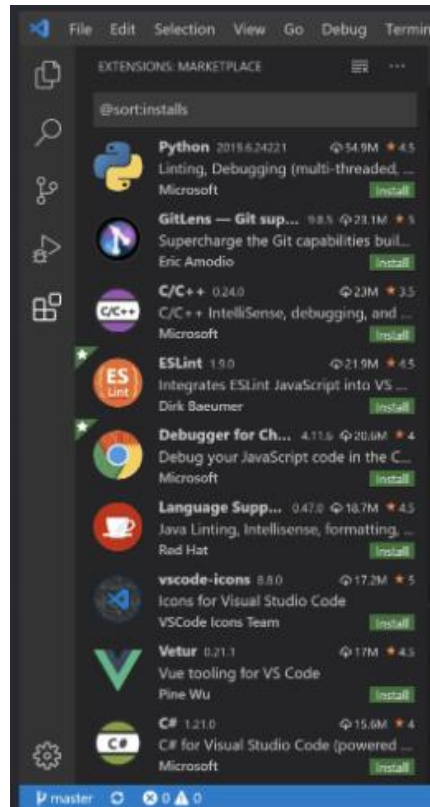 File Edit Selection View Go Debug Termin
EXTENSIONS: MARKETPLACE
@sort:installs
Python 2019.6.24221 54.9M ★ 4.5
Linting, Debugging (multi-threaded, ...
Microsoft Install
GitLens — Git sup... 9.8.5 23.1M ★ 5
Supercharge the Git capabilities buil...
Eric Amodio Install
C/C++ 0.24.0 23M ★ 3.5
C/C++
C/C++ IntelliSense, debugging, and ...
Microsoft Install
ESLint 1.9.0 21.9M ★ 4.5
ES
Lint
Integrates ESLint JavaScript into VS ...
Dirk Baeumer Install
Debugger for Ch... 4.11.6 20.6M ★ 4
Debug your JavaScript code in the C...
Microsoft Install
Language Supp... 0.47.0 18.7M ★ 4.5
Java Linting, Intellisense, formatting, ...
Red Hat Install
vscode-icons 8.8.0 17.2M ★ 5
Icons for Visual Studio Code
VSCode Icons Team Install
Vetur 0.21.1 17M ★ 4.5
Vue tooling for VS Code
Pine Wu Install
C# 1.21.0 15.6M ★ 4
C#
C# for Visual Studio Code (powered ...
Microsoft Install
master 0 0